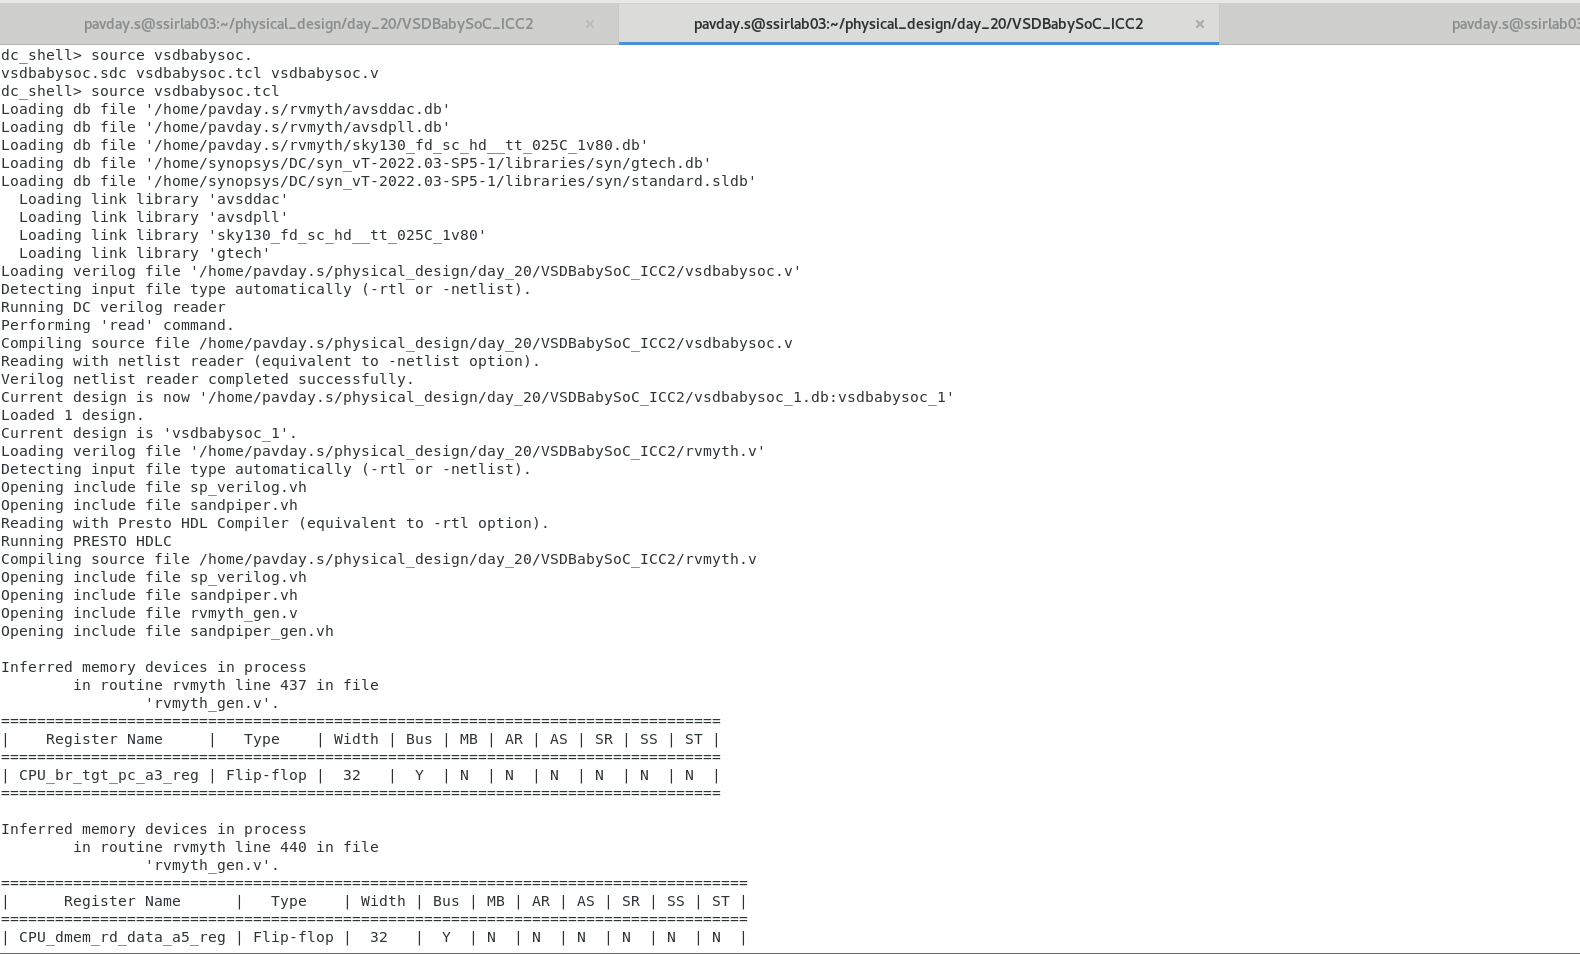 pavday.s@ssirlab03:~/physical_design/day_20/VSDBabySoC_ICC2 × pavday.s@ssirlab03:~/physical_design/day_20/VSDBabySoC_ICC2 × pavday.s@ssirlab03
dc_shell> source vsdbabysoc.
vsdbabysoc.sdc vsdbabysoc.tcl vsdbabysoc.v
dc_shell> source vsdbabysoc.tcl
Loading db file '/home/pavday.s/rvmyth/avsddac.db'
Loading db file '/home/pavday.s/rvmyth/avsdpll.db'
Loading db file '/home/pavday.s/rvmyth/sky130_fd_sc_hd__tt_025C_1v80.db'
Loading db file '/home/synopsys/DC/syn_vT-2022.03-SP5-1/libraries/syn/gtech.db'
Loading db file '/home/synopsys/DC/syn_vT-2022.03-SP5-1/libraries/syn/standard.sldb'
  Loading link library 'avsddac'
  Loading link library 'avsdpll'
  Loading link library 'sky130_fd_sc_hd__tt_025C_1v80'
  Loading link library 'gtech'
Loading verilog file '/home/pavday.s/physical_design/day_20/VSDBabySoC_ICC2/vsdbabysoc.v'
Detecting input file type automatically (-rtl or -netlist).
Running DC verilog reader
Performing 'read' command.
Compiling source file /home/pavday.s/physical_design/day_20/VSDBabySoC_ICC2/vsdbabysoc.v
Reading with netlist reader (equivalent to -netlist option).
Verilog netlist reader completed successfully.
Current design is now '/home/pavday.s/physical_design/day_20/VSDBabySoC_ICC2/vsdbabysoc_1.db:vsdbabysoc_1'
Loaded 1 design.
Current design is 'vsdbabysoc_1'.
Loading verilog file '/home/pavday.s/physical_design/day_20/VSDBabySoC_ICC2/rvmyth.v'
Detecting input file type automatically (-rtl or -netlist).
Opening include file sp_verilog.vh
Opening include file sandpiper.vh
Reading with Presto HDL Compiler (equivalent to -rtl option).
Running PRESTO HDLC
Compiling source file /home/pavday.s/physical_design/day_20/VSDBabySoC_ICC2/rvmyth.v
Opening include file sp_verilog.vh
Opening include file sandpiper.vh
Opening include file rvmyth_gen.v
Opening include file sandpiper_gen.vh

Inferred memory devices in process
        in routine rvmyth line 437 in file
                'rvmyth_gen.v'.
================================================================================
|    Register Name     |   Type    | Width | Bus | MB | AR | AS | SR | SS | ST |
================================================================================
| CPU_br_tgt_pc_a3_reg | Flip-flop |  32   |  Y  | N  | N  | N  | N  | N  | N  |
================================================================================

Inferred memory devices in process
        in routine rvmyth line 440 in file
                'rvmyth_gen.v'.
===================================================================================
|      Register Name      |   Type    | Width | Bus | MB | AR | AS | SR | SS | ST |
===================================================================================
| CPU_dmem_rd_data_a5_reg | Flip-flop |  32   |  Y  | N  | N  | N  | N  | N  | N  |